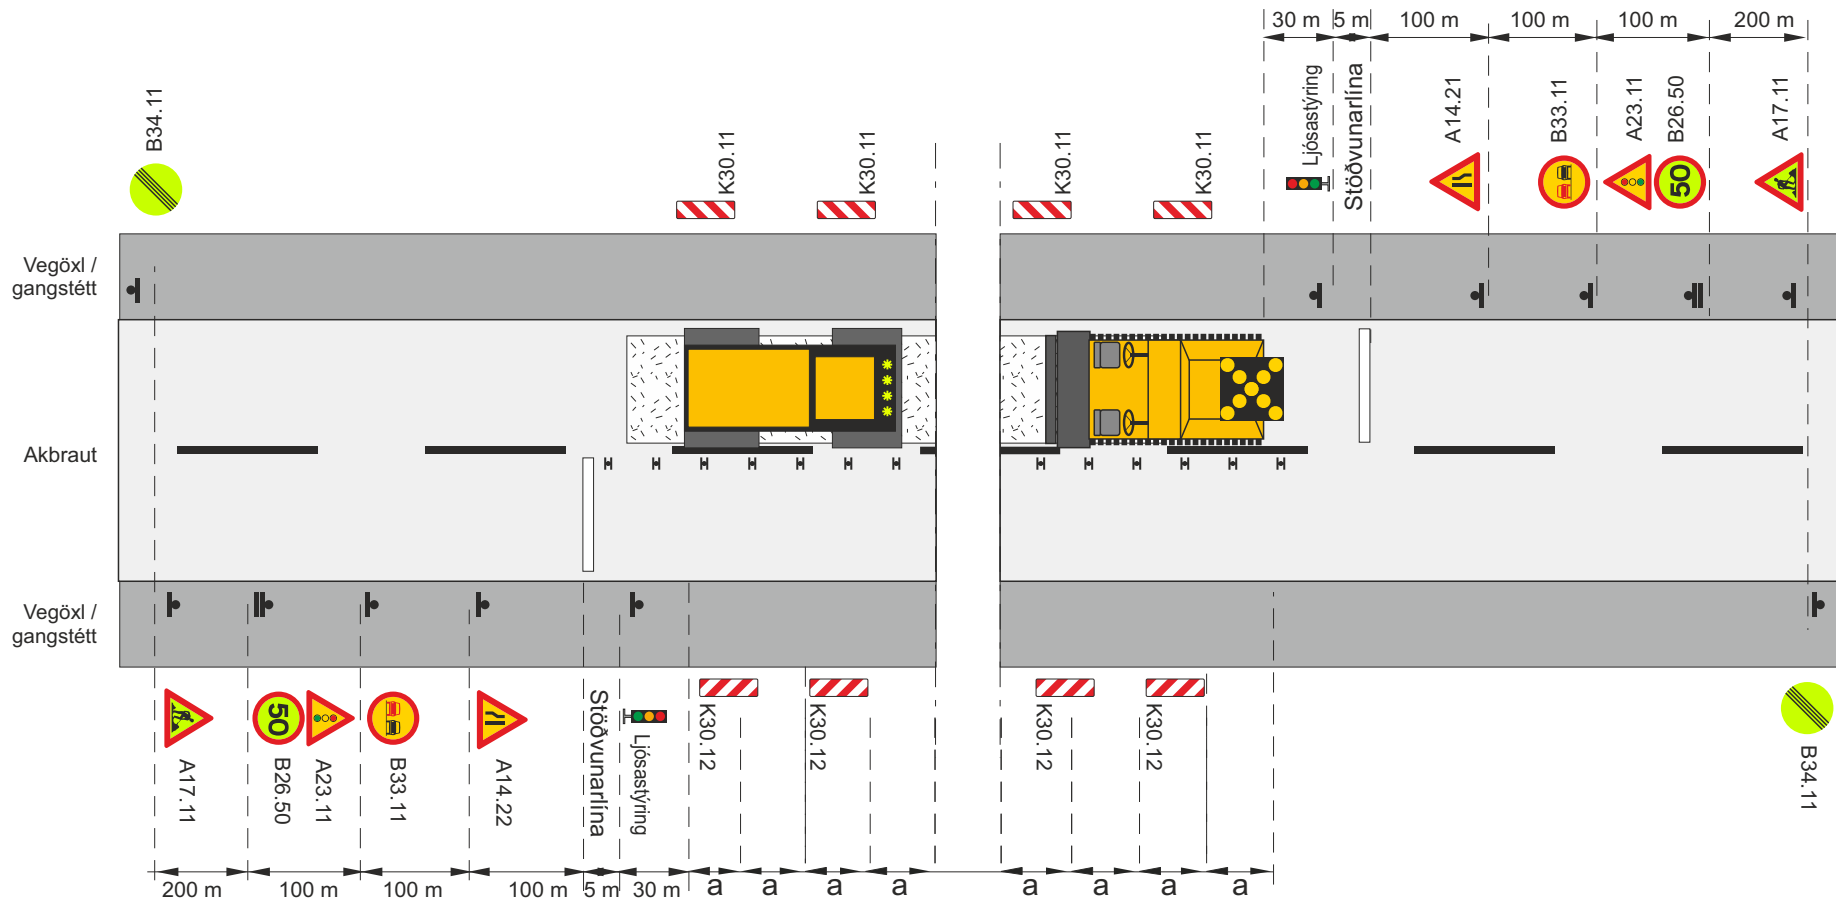 30 m
5 m
100 m
100 m
100 m
200 m
B34.11
K30.11
K30.11
K30.11
K30.11
Ljósastýring
Stöðvunarlína
A14.21
B33.11
A23.11
B26.50
A17.11
50
Vegöxl /
gangstétt
Akbraut
Vegöxl /
gangstétt
50
A17.11
B26.50
A23.11
B33.11
A14.22
Stöðvunarlína
Ljósastýring
K30.12
K30.12
K30.12
K30.12
B34.11
200 m
100 m
100 m
100 m
5 m
30 m
a
a
a
a
a
a
a
a